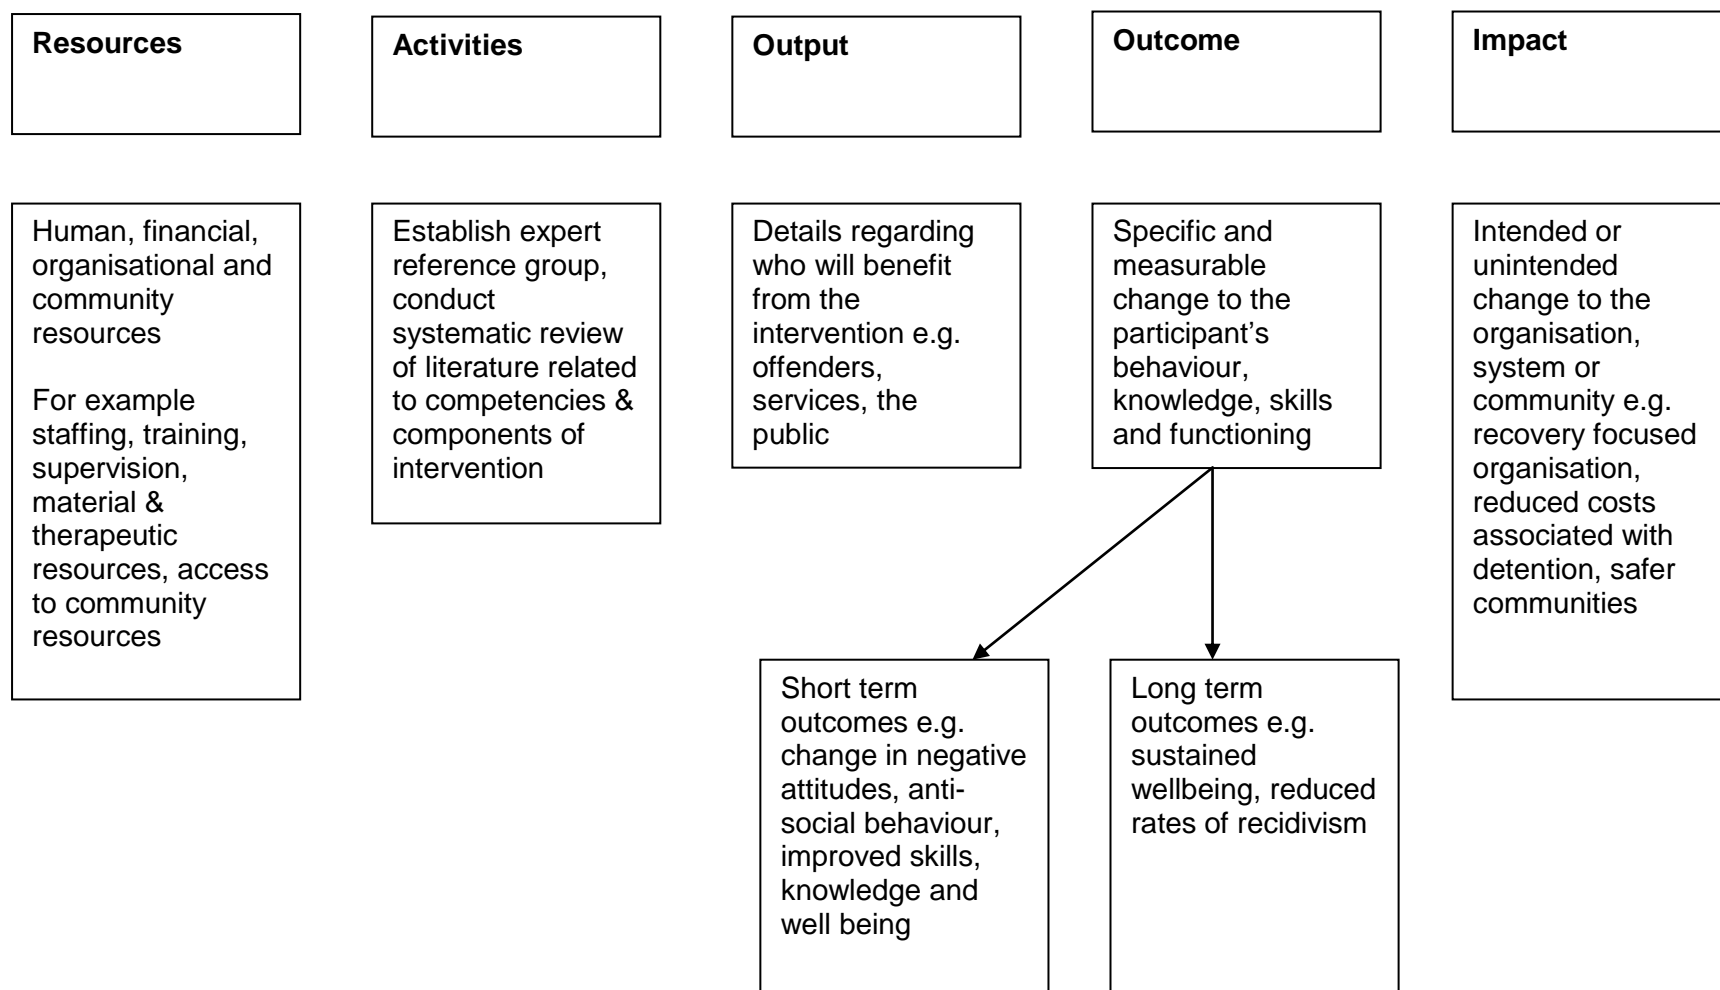 Resources
Activities
Output
Outcome
Impact
Human, financial,
organisational and
community
resources
For example
staffing, training,
supervision,
material &
therapeutic
resources, access
to community
resources
Establish expert
reference group,
conduct
systematic review
of literature related
to competencies &
components of
intervention
Details regarding
who will benefit
from the
intervention e.g.
offenders,
services, the
public
Specific and
measurable
change to the
participant’s
behaviour,
knowledge, skills
and functioning
Intended or
unintended
change to the
organisation,
system or
community e.g.
recovery focused
organisation,
reduced costs
associated with
detention, safer
communities
Short term
outcomes e.g.
change in negative
attitudes, anti-
social behaviour,
improved skills,
knowledge and
well being
Long term
outcomes e.g.
sustained
wellbeing, reduced
rates of recidivism